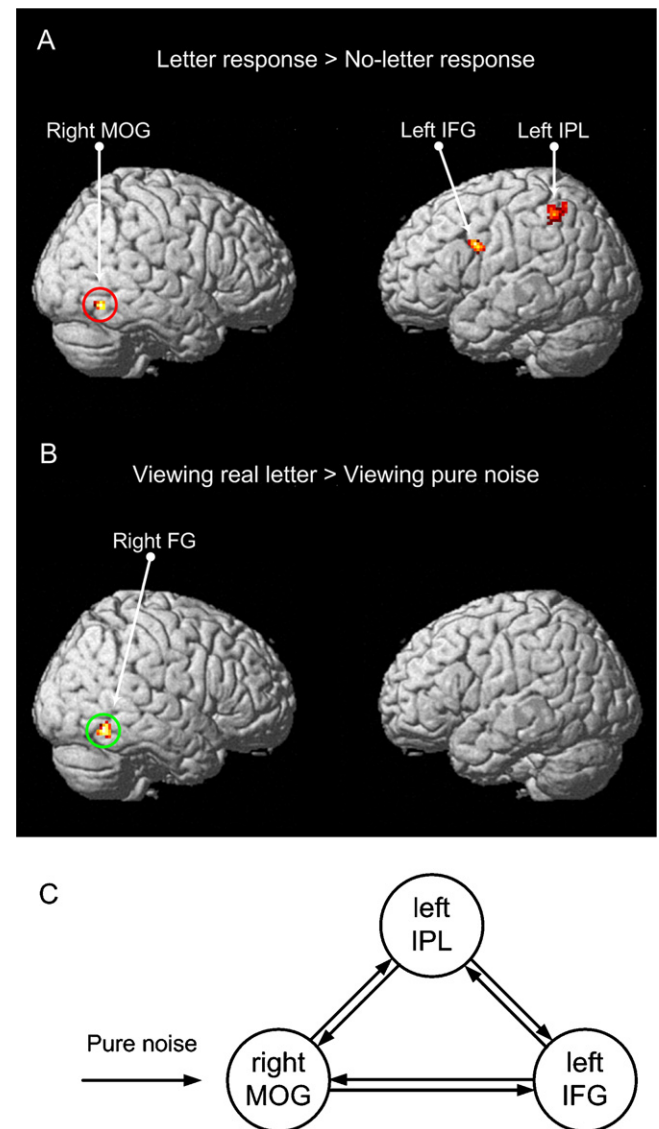 A
Letter response > No-letter response
Right MOG
Left IFG
Left IPL
B
Viewing real letter > Viewing pure noise
Right FG
C
left
IPL
Pure noise
right
MOG
left
IFG